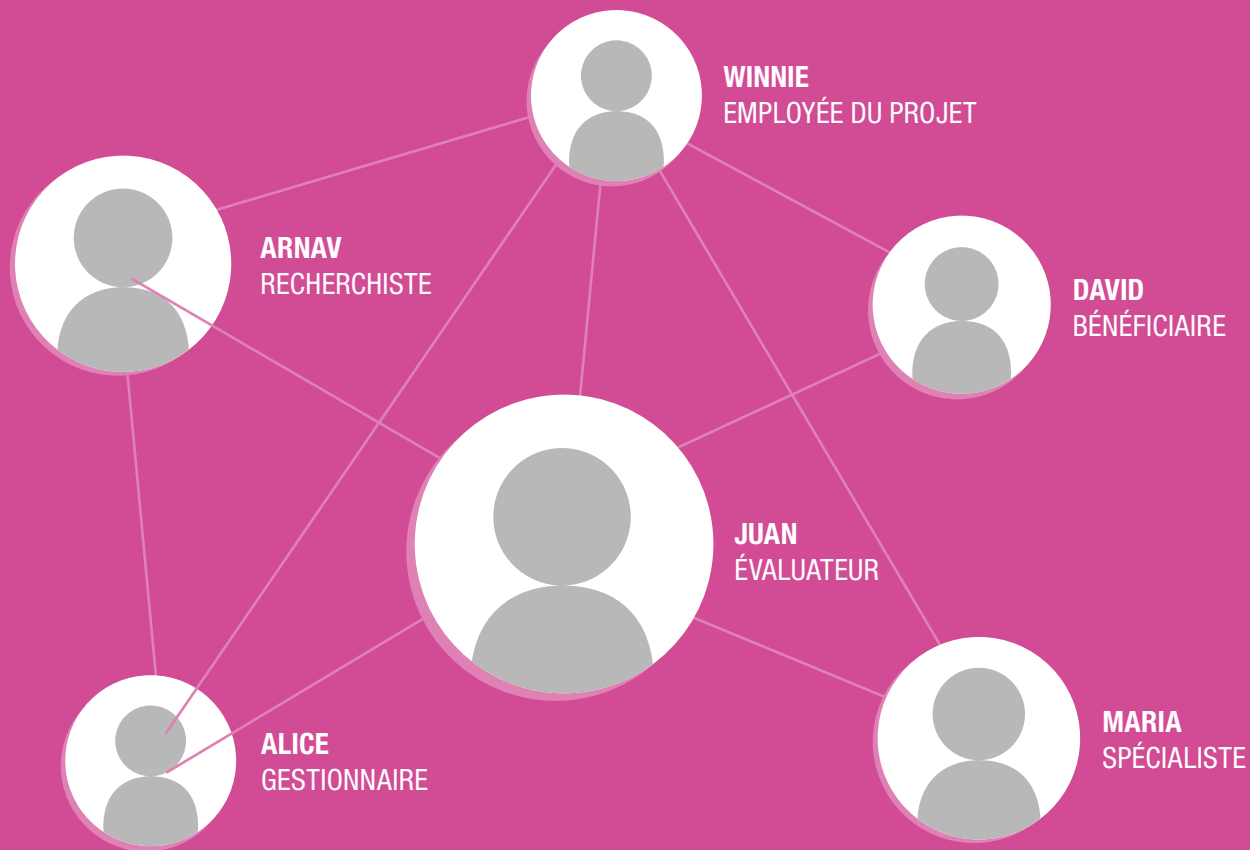 WINNIE
EMPLOYÉE DU PROJET
ARNAV
RECHERCHISTE
DAVID
BÉNÉFICIAIRE
JUAN
ÉVALUATEUR
MARIA
SPÉCIALISTE
ALICE
GESTIONNAIRE